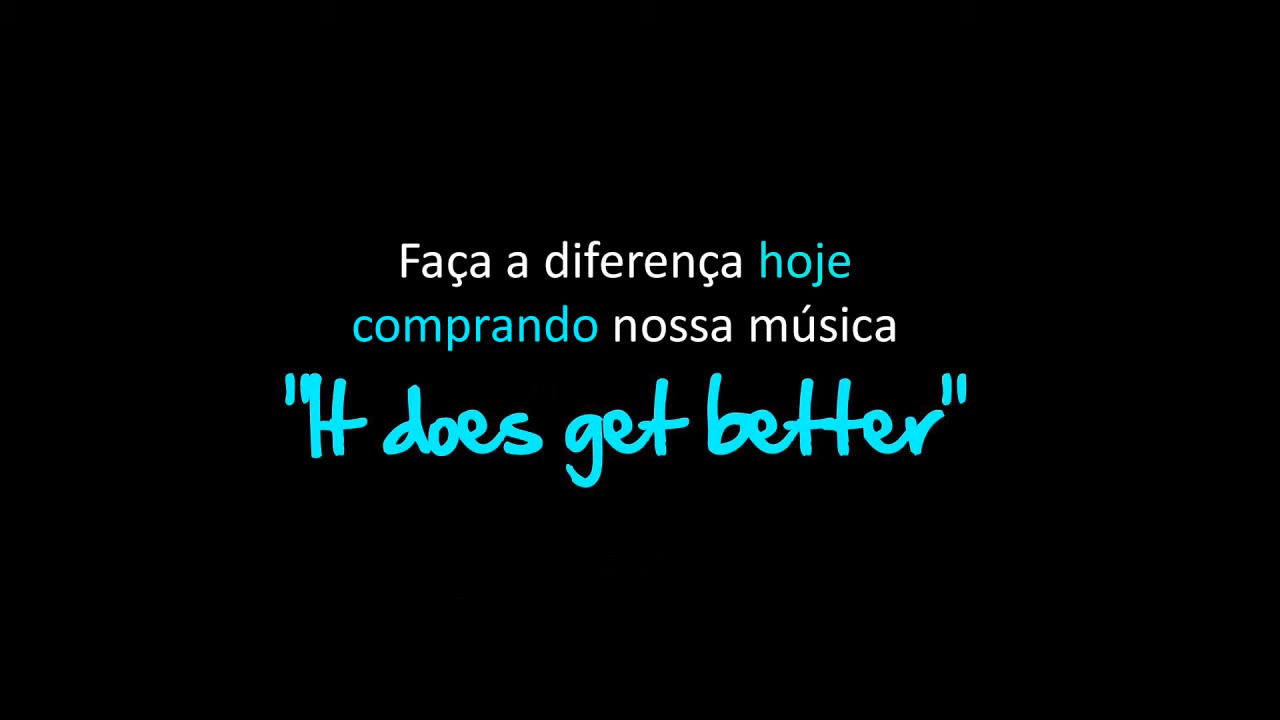 Faça a diferença hoje
comprando nossa música
"It does get better"